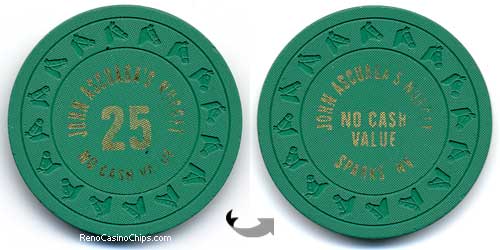 JOHN ASCUAGA'S NUGGET
25
NO CASH VALUE
RenoCasinoChips.com
JOHN ASCUAGA'S NUGGET
NO CASH
VALUE
SPARKS NV